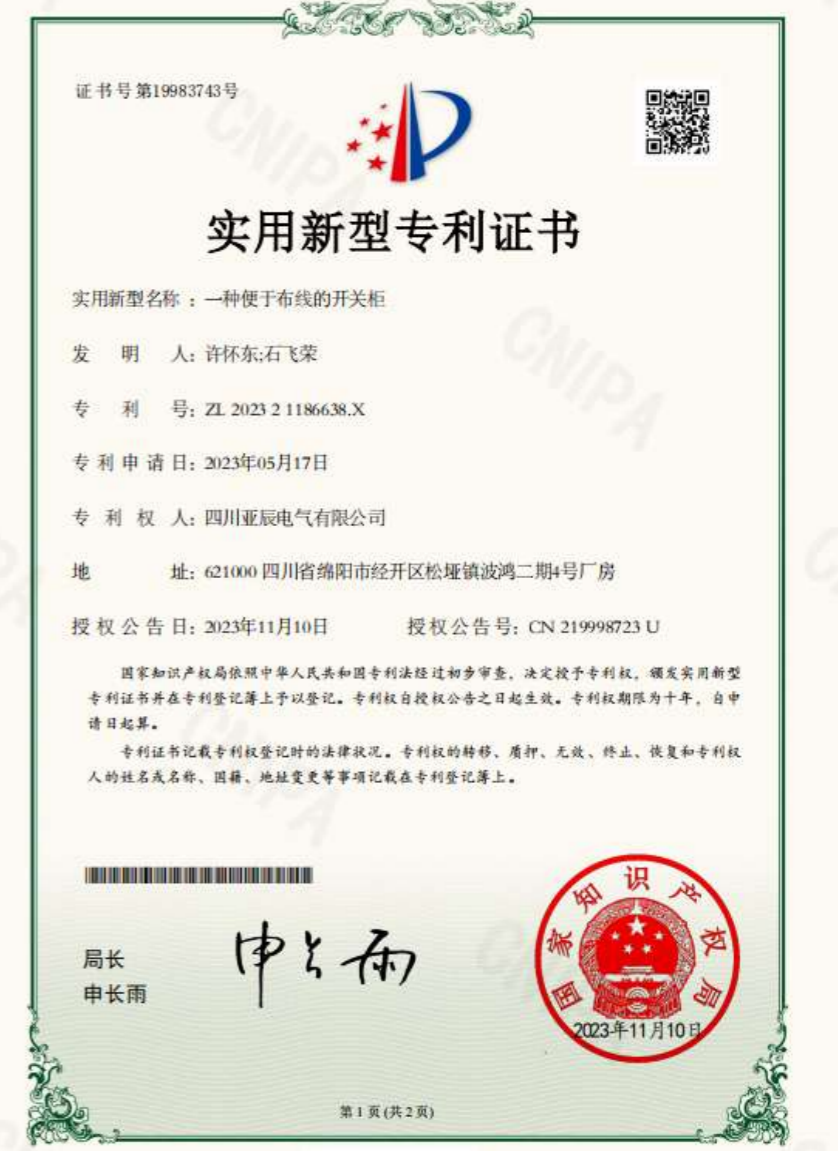 证书号第19983743号
实用新型专利证书
实用新型名称：一种便于布线的开关柜
发明人：许怀东;石飞荣
专利号：ZL 2023 2 1186638.X
专利申请日：2023年05月17日
专利权人：四川亚辰电气有限公司
地址：621000 四川省绵阳市经开区松垭镇波鸿二期4号厂房
授权公告日：2023年11月10日 授权公告号：CN 219998723 U
国家知识产权局依照中华人民共和国专利法经过初步审查，决定授予专利权，颁发实用新型
专利证书并在专利登记簿上予以登记。专利权自授权公告之日起生效。专利权期限为十年，自申
请日起算。
专利证书记载专利权登记时的法律状况。专利权的转移、质押、无效、终止、恢复和专利权
人的姓名或名称、国籍、地址变更等事项记载在专利登记簿上。
局长
申长雨
申长雨
国家知识产权局
2023年11月10日
第1页(共2页)
CNIPA
CNIPA
CNIPA
CNIPA